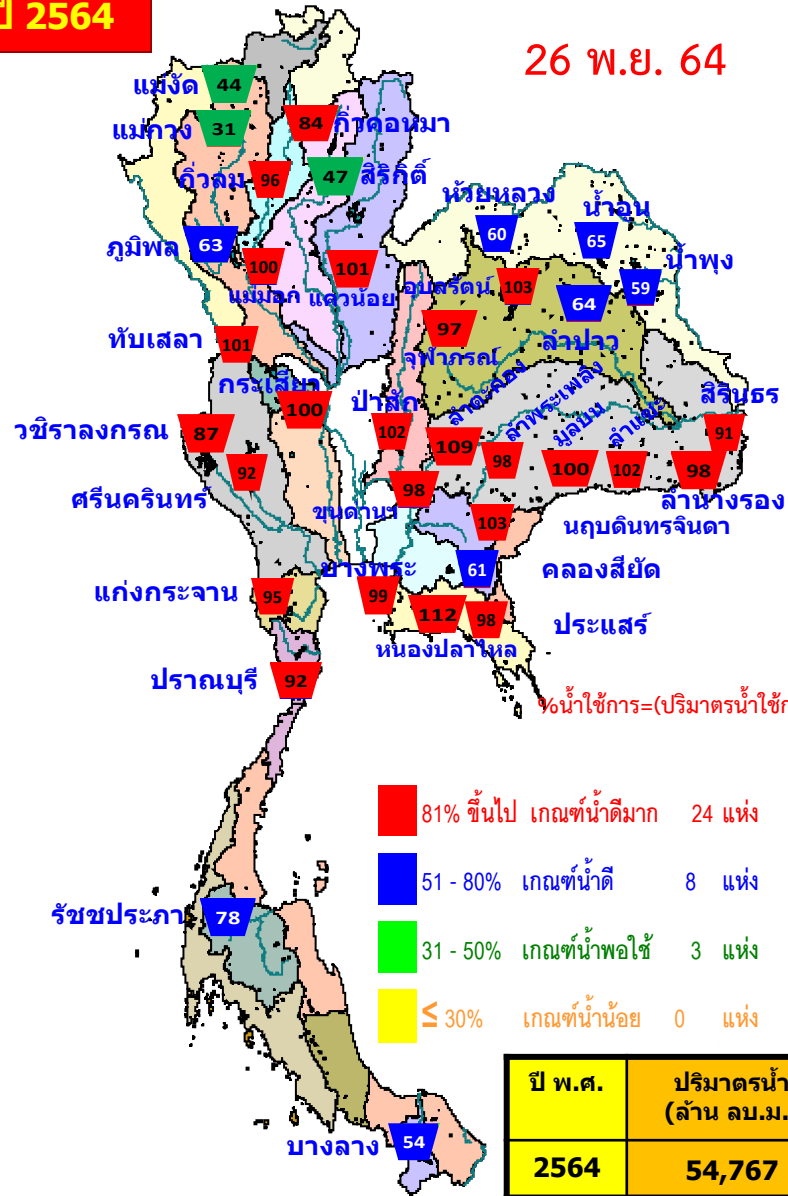 ปี 2564
26 พ.ย. 64
แม่งัด 44
แม่กวง 31
84 กิ่วคอหมา
กิ่วลม 96
47 สิริกิติ์
ห้วยหลวง
60
น้ำอูน
65
ภูมิพล 63
น้ำพุง
59
100
แม่มอก
101
แควน้อย
อุบลรัตน์ 103
64
ลำปาว
97
จุฬาภรณ์
ทับเสลา
101
กระเสียว
100
ป่าสัก
102
ลำตะคอง
109
ลำพระเพลิง
98
มูลบน
100
ลำแซะ
102
สิรินธร
91
วชิราลงกรณ 87
92
ศรีนครินทร์
98
ลำนางรอง
98
ขุนด่านฯ
103
นฤบดินทรจินดา
บางพระ
99
61 คลองสียัด
แก่งกระจาน 95
112
หนองปลาไหล
98
ประแสร์
ปราณบุรี 92
%น้ำใช้การ=(ปริมาตรน้ำใช้ก
81% ขึ้นไป เกณฑ์น้ำดีมาก 24 แห่ง
51 - 80% เกณฑ์น้ำดี 8 แห่ง
รัชชประภา 78
31 - 50% เกณฑ์น้ำพอใช้ 3 แห่ง
≤ 30% เกณฑ์น้ำน้อย 0 แห่ง
บางลาง 54
ปี พ.ศ. ปริมาตรน้ำ
(ล้าน ลบ.ม.
2564 54,767